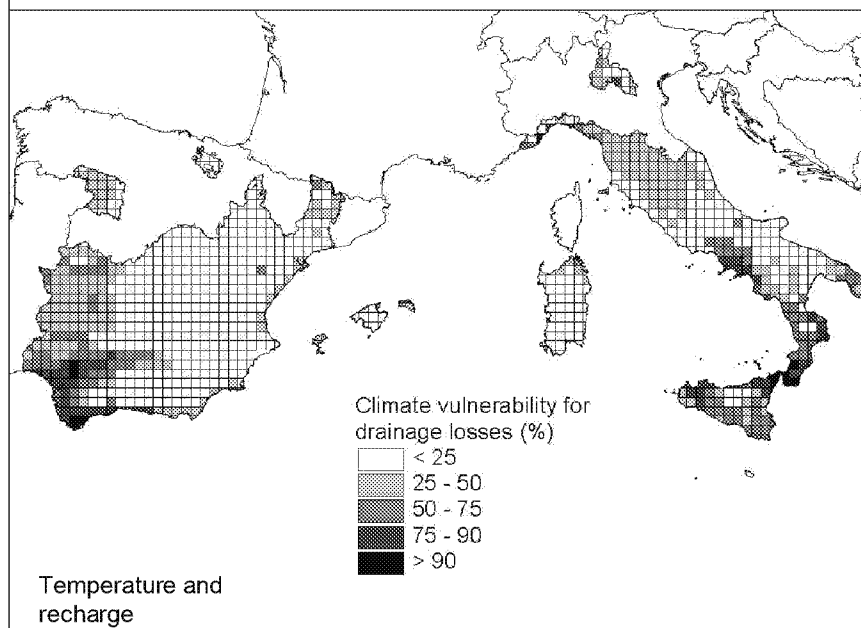 Climate vulnerability for
drainage losses (%)
< 25
25 - 50
50 - 75
75 - 90
> 90
Temperature and
recharge